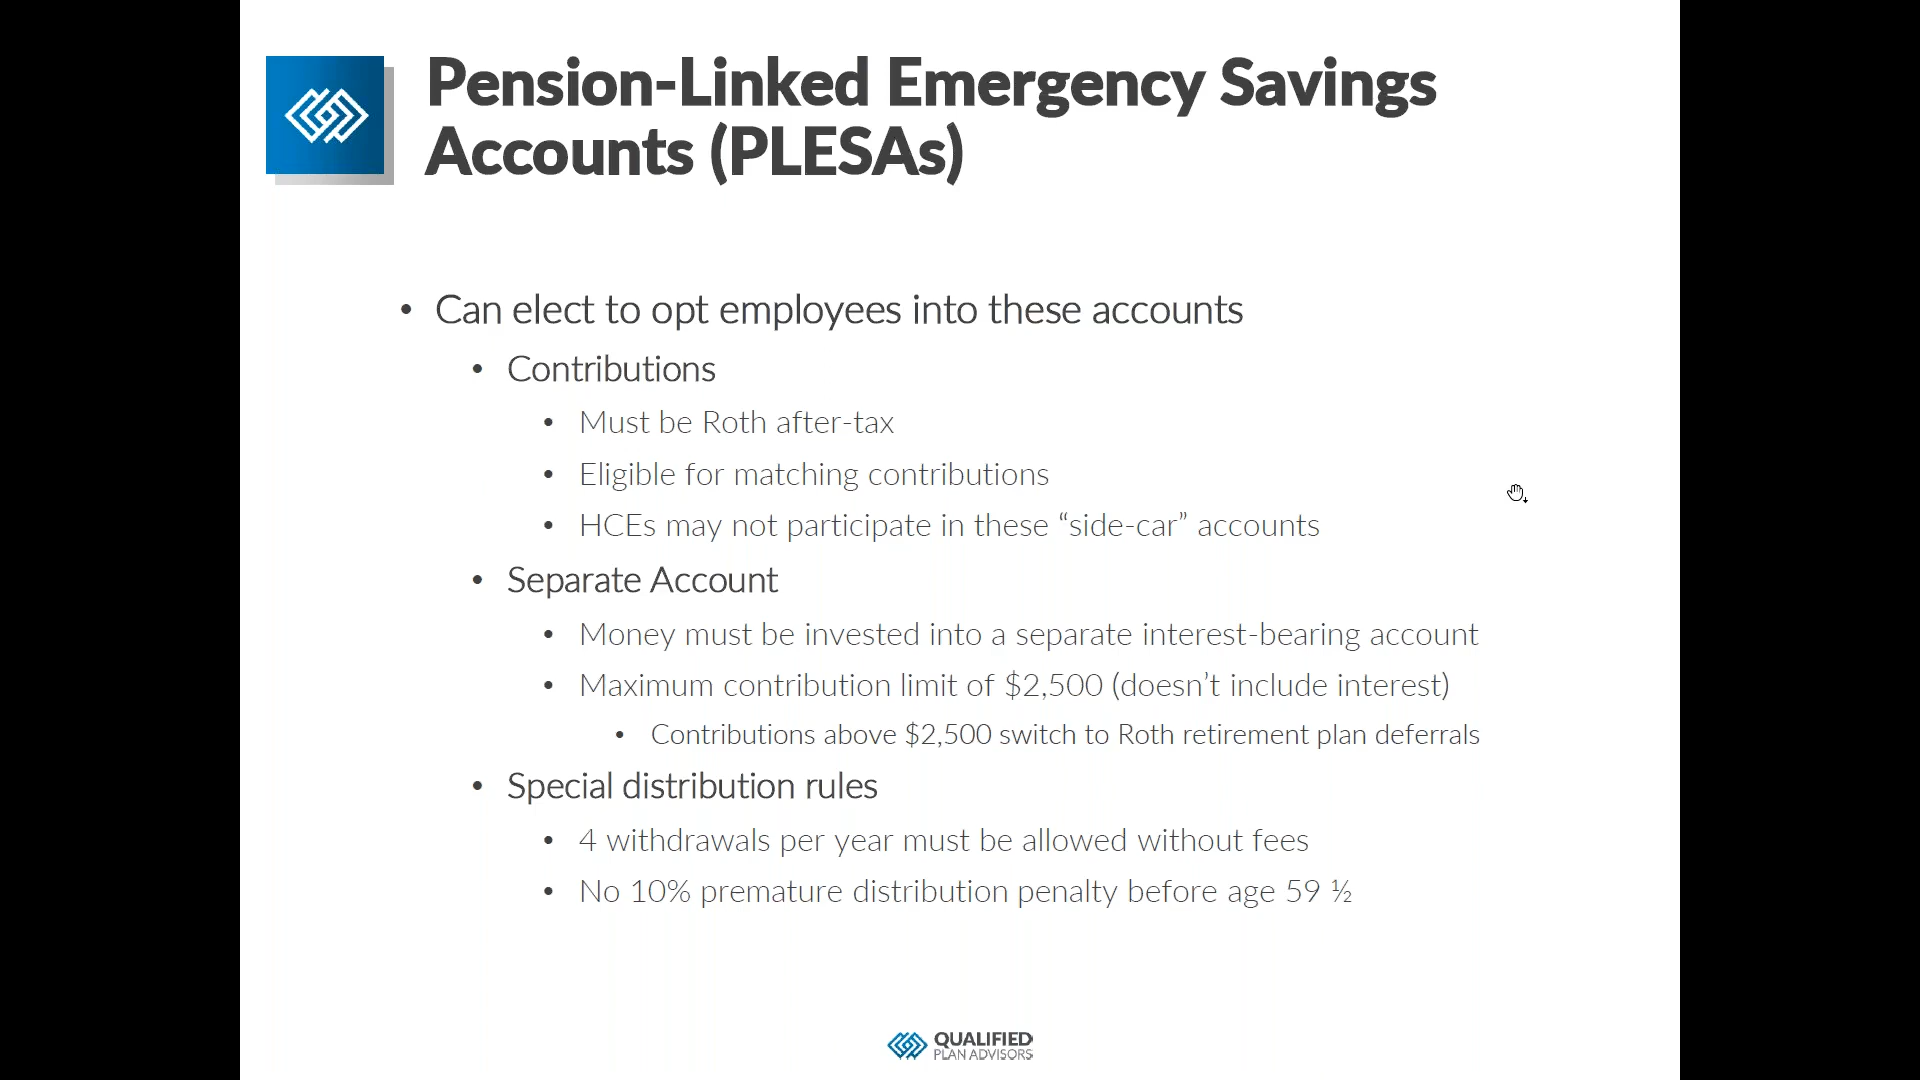 Pension-Linked Emergency Savings
Accounts (PLESAs)
• Can elect to opt employees into these accounts
• Contributions
• Must be Roth after-tax
• Eligible for matching contributions
• HCEs may not participate in these “side-car” accounts
• Separate Account
• Money must be invested into a separate interest-bearing account
• Maximum contribution limit of $2,500 (doesn’t include interest)
• Contributions above $2,500 switch to Roth retirement plan deferrals
• Special distribution rules
• 4 withdrawals per year must be allowed without fees
• No 10% premature distribution penalty before age 59 ½
QUALIFIED
PLAN ADVISORS